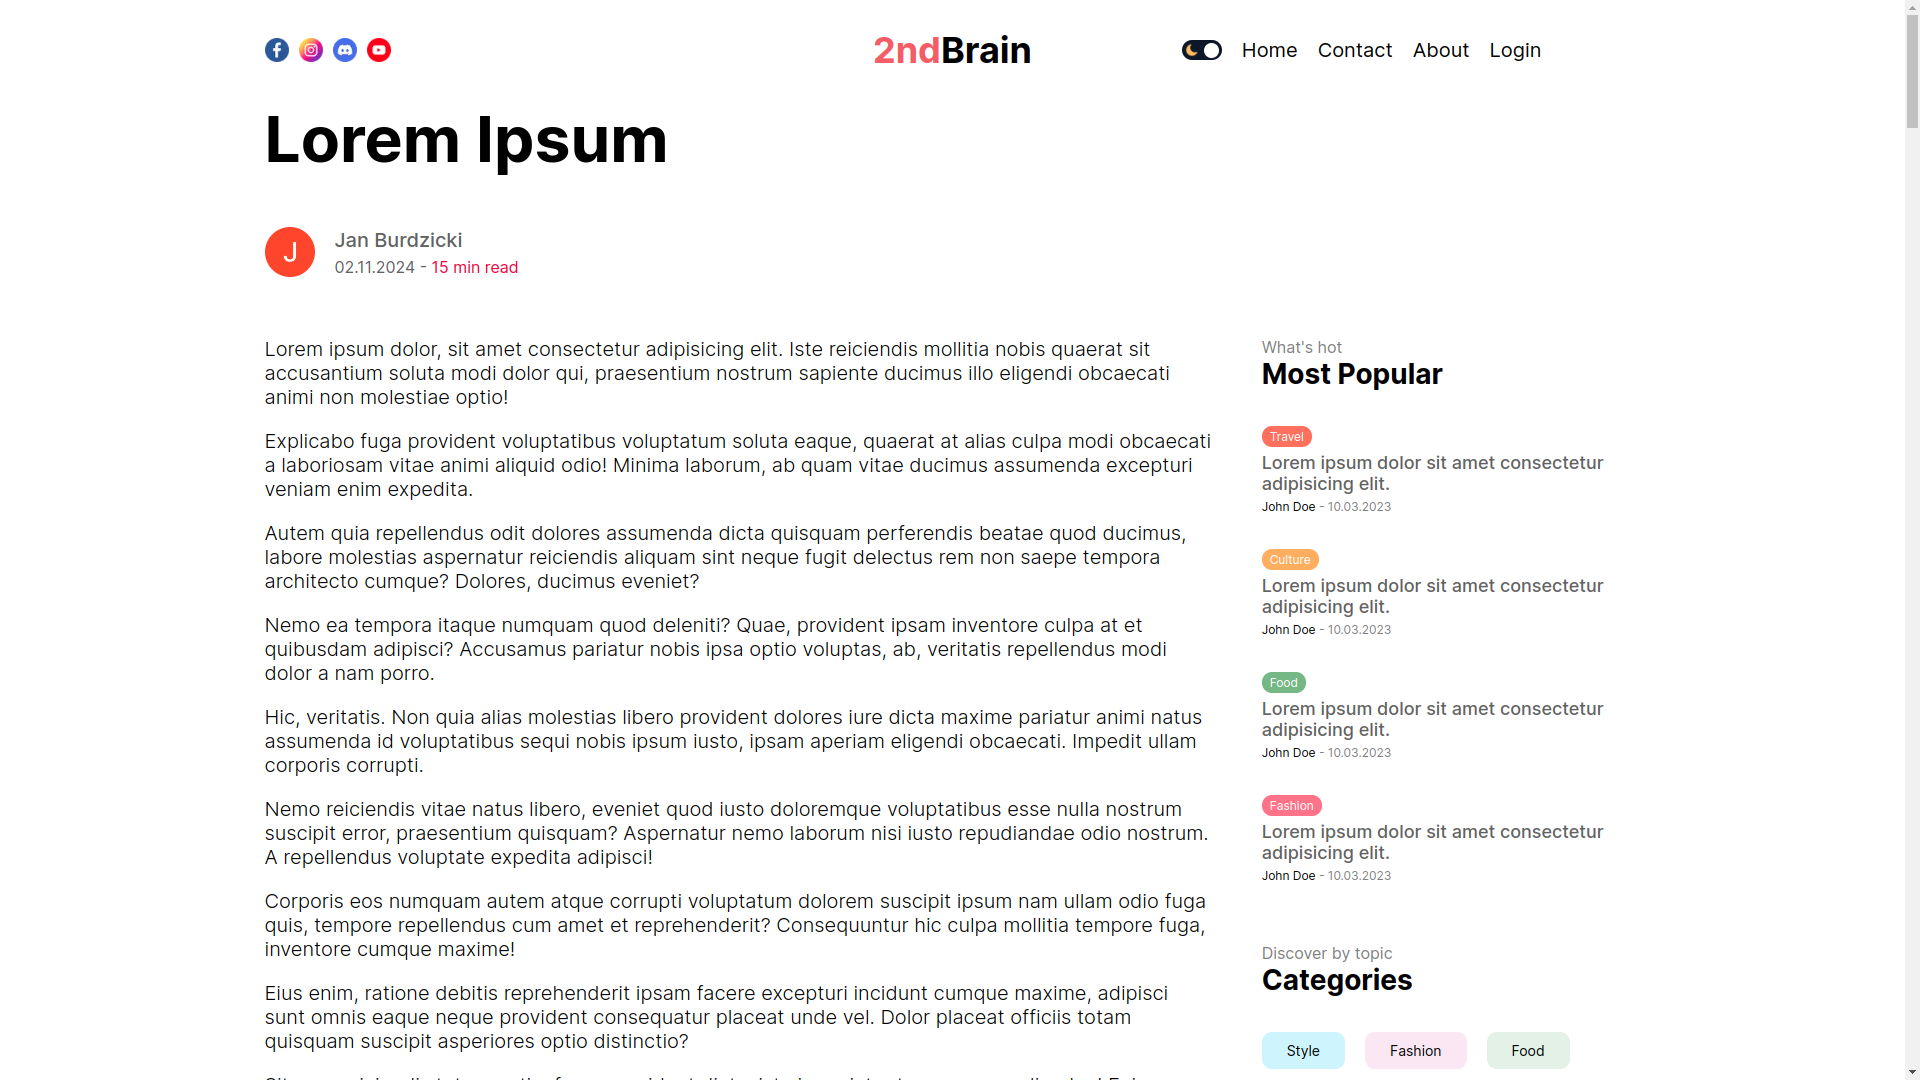 2ndBrain
Home Contact About Login
Lorem Ipsum
J
Jan Burdzicki
02.11.2024 - 15 min read
Lorem ipsum dolor, sit amet consectetur adipisicing elit. Iste reiciendis mollitia nobis quaerat sit
accusantium soluta modi dolor qui, praesentium nostrum sapiente ducimus illo eligendi obcaecati
animi non molestiae optio!
Explicabo fuga provident voluptatibus voluptatum soluta eaque, quaerat at alias culpa modi obcaecati
a laboriosam vitae animi aliquid odio! Minima laborum, ab quam vitae ducimus assumenda excepturi
veniam enim expedita.
Autem quia repellendus odit dolores assumenda dicta quisquam perferendis beatae quod ducimus,
labore molestias aspernatur reiciendis aliquam sint neque fugit delectus rem non saepe tempora
architecto cumque? Dolores, ducimus eveniet?
Nemo ea tempora itaque numquam quod deleniti? Quae, provident ipsam inventore culpa at et
quibusdam adipisci? Accusamus pariatur nobis ipsa optio voluptas, ab, veritatis repellendus modi
dolor a nam porro.
Hic, veritatis. Non quia alias molestias libero provident dolores iure dicta maxime pariatur animi natus
assumenda id voluptatibus sequi nobis ipsum iusto, ipsam aperiam eligendi obcaecati. Impedit ullam
corporis corrupti.
Nemo reiciendis vitae natus libero, eveniet quod iusto doloremque voluptatibus esse nulla nostrum
suscipit error, praesentium quisquam? Aspernatur nemo laborum nisi iusto repudiandae odio nostrum.
A repellendus voluptate expedita adipisci!
Corporis eos numquam autem atque corrupti voluptatum dolorem suscipit ipsum nam ullam odio fuga
quis, tempore repellendus cum amet et reprehenderit? Consequuntur hic culpa mollitia tempore fuga,
inventore cumque maxime!
Eius enim, ratione debitis reprehenderit ipsam facere excepturi incidunt cumque maxime, adipisci
sunt omnis eaque neque provident consequatur placeat unde vel. Dolor placeat officiis totam
quisquam suscipit asperiores optio distinctio?
What's hot
Most Popular
Travel
Lorem ipsum dolor sit amet consectetur
adipisicing elit.
John Doe - 10.03.2023
Culture
Lorem ipsum dolor sit amet consectetur
adipisicing elit.
John Doe - 10.03.2023
Food
Lorem ipsum dolor sit amet consectetur
adipisicing elit.
John Doe - 10.03.2023
Fashion
Lorem ipsum dolor sit amet consectetur
adipisicing elit.
John Doe - 10.03.2023
Discover by topic
Categories
Style Fashion Food